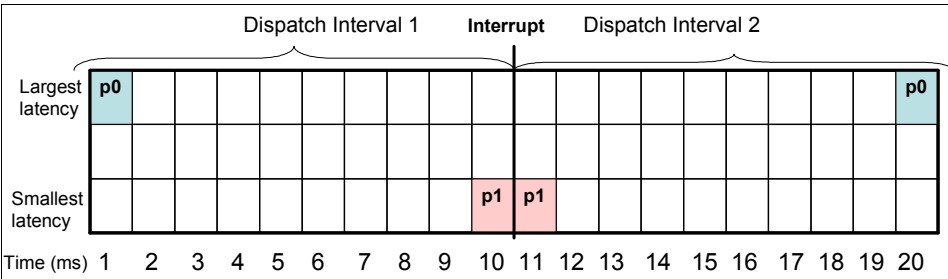 Dispatch Interval 1 Interrupt Dispatch Interval 2
Largest latency p0 p0
Smallest latency p1 p1
Time (ms) 1 2 3 4 5 6 7 8 9 10 11 12 13 14 15 16 17 18 19 20